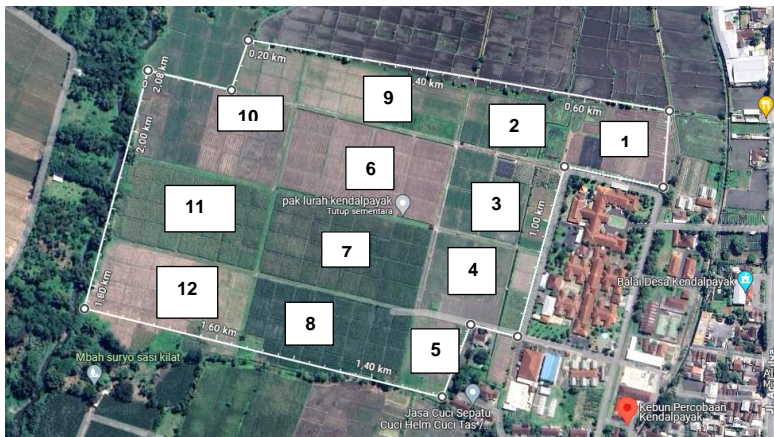 0,20 km
40 km
0,60 km
2,08 km
2,00 km
10
9
2
1
6
pak lurah kendalpayak
Tutup sementara
3
1,00 km
11
7
4
Balai Desa Kendalpayak
12
1,80 km
1,60 km
8
5
1,40 km
Mbah suryo sasi kilat
Jasa Cuci Sepatu
Cuci Helm Cuci Tas /...
Kebun Percobaan
Kendalpayak